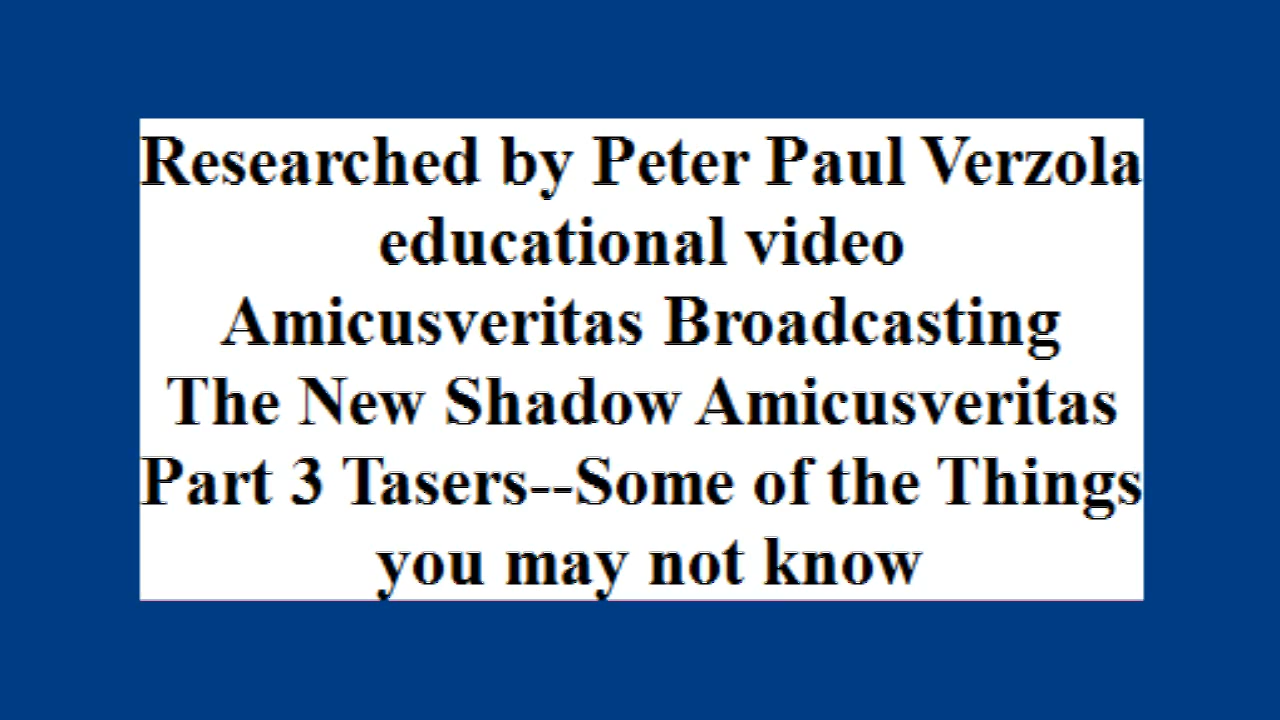 Researched by Peter Paul Verzola
educational video
Amicusveritas Broadcasting
The New Shadow Amicusveritas
Part 3 Tasers--Some of the Things
you may not know